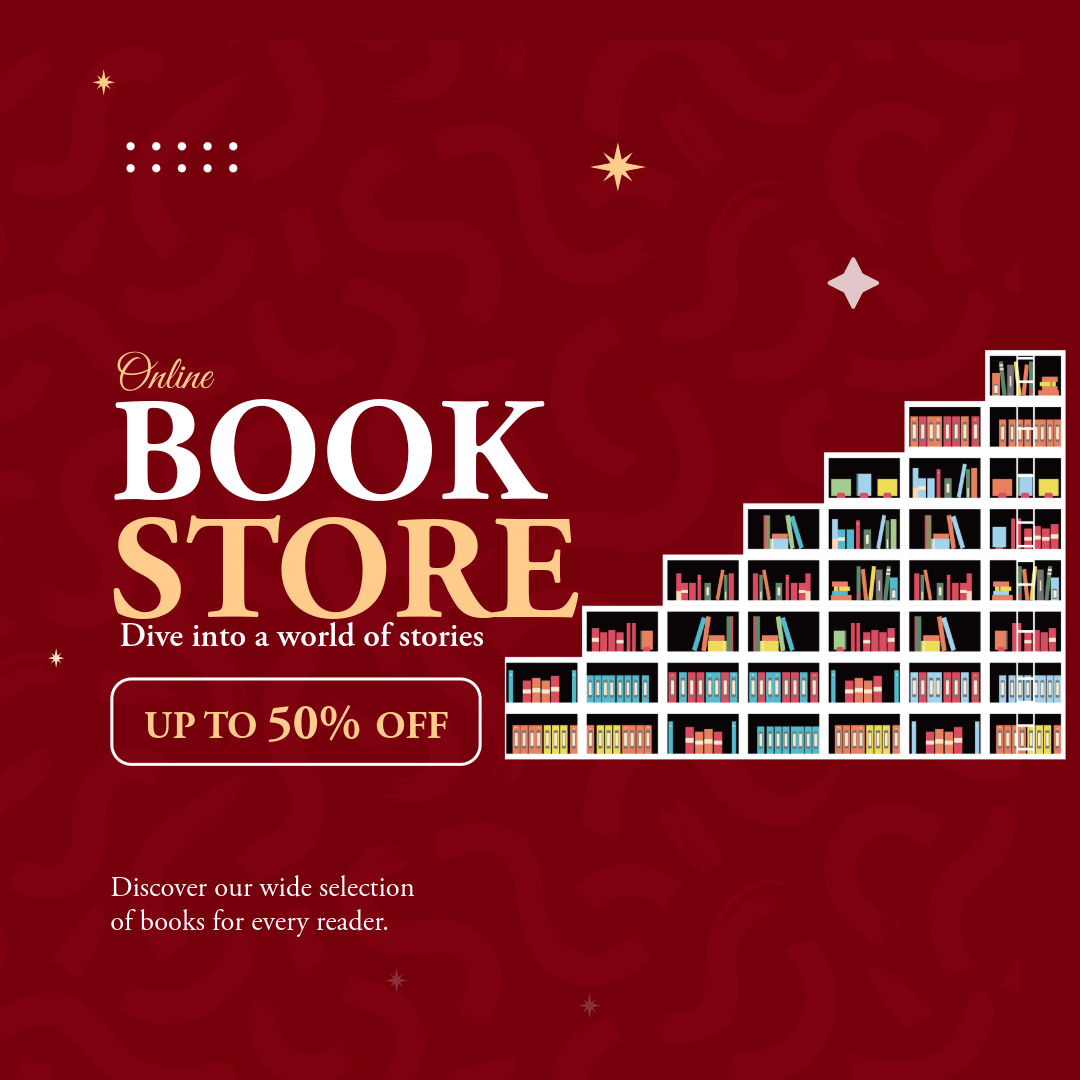 Online
BOOK
STORE
Dive into a world of stories
UP TO 50% OFF
Discover our wide selection
of books for every reader.